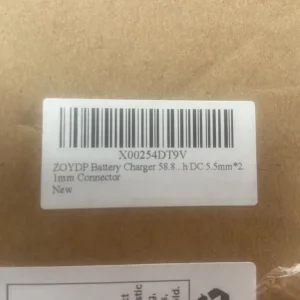 X00254DT9V
ZOYDP Battery Charger 58.8...h DC 5.5mm*2.
1mm Connector
New